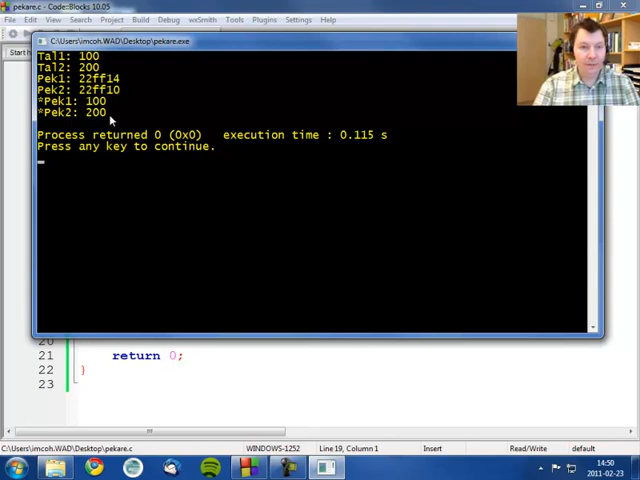 pekare.c - Code::Blocks 10.05
File Edit View Search Project Build Debug wxSmith Tools Plugins Settings
Start h
C:\Users\imcoh.WAD\Desktop\pekare.exe
Tal1: 100
Tal2: 200
Pek1: 22ff14
Pek2: 22ff10
*Pek1: 100
*Pek2: 200
Process returned 0 (0x0) execution time : 0.115 s
Press any key to continue.
20
21 return 0;
22 }
23
C:\Users\imcoh.WAD\Desktop\pekare.c WINDOWS-1252 Line 19, Column 1 Insert Read/Write default
14:50
2011-02-23